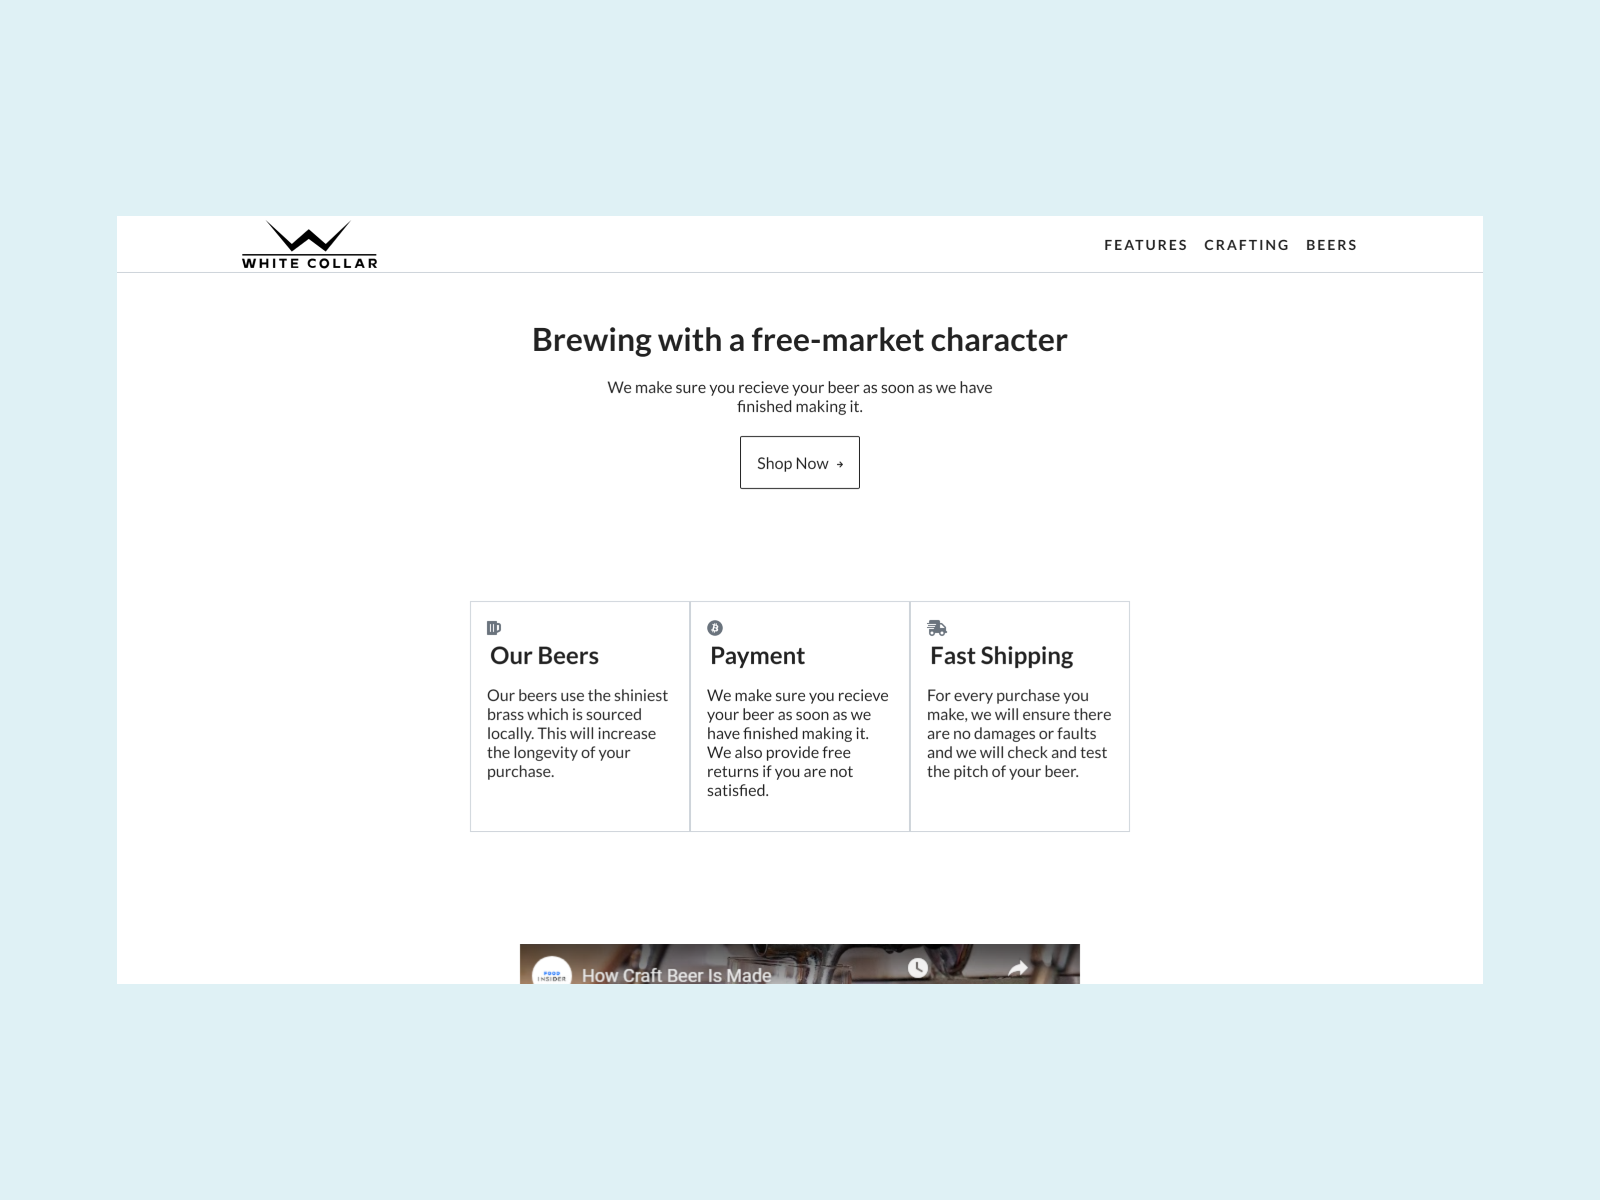 WHITE COLLAR
FEATURES CRAFTING BEERS
Brewing with a free-market character
We make sure you recieve your beer as soon as we have
finished making it.
Shop Now →
Our Beers
Our beers use the shiniest
brass which is sourced
locally. This will increase
the longevity of your
purchase.
Payment
We make sure you recieve
your beer as soon as we
have finished making it.
We also provide free
returns if you are not
satisfied.
Fast Shipping
For every purchase you
make, we will ensure there
are no damages or faults
and we will check and test
the pitch of your beer.
FOOD
INSIDER
How Craft Beer Is Made